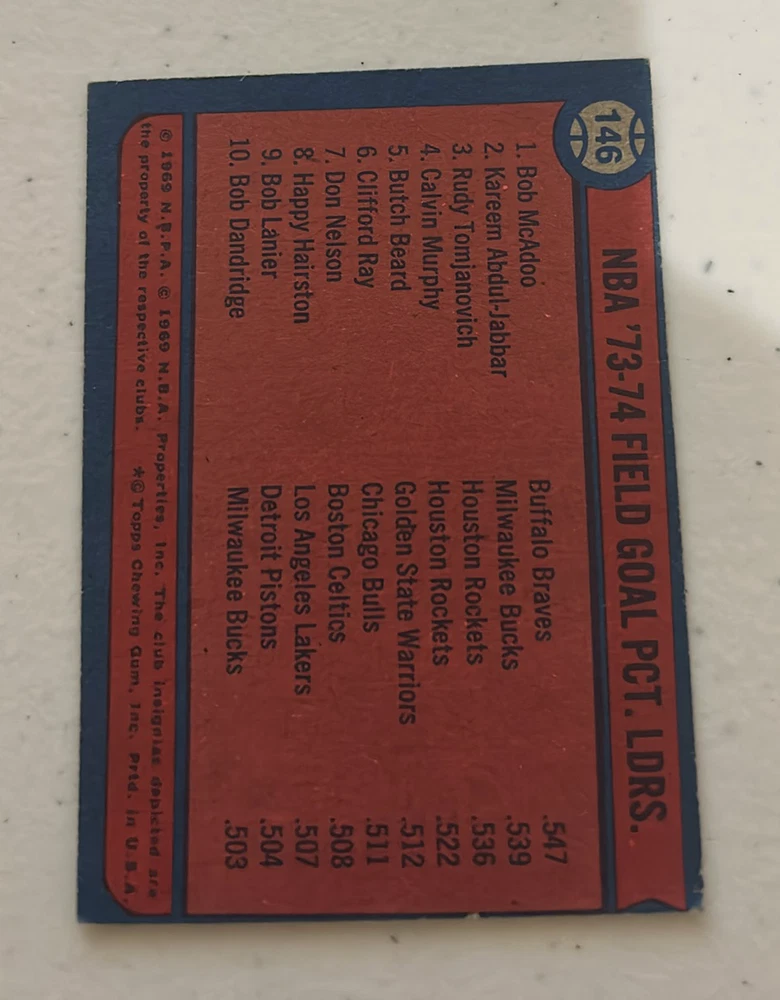 146
NBA '73-74 FIELD GOAL PCT. LDRS.
1. Bob McAdoo Buffalo Braves .547
2. Kareem Abdul-Jabbar Milwaukee Bucks .539
3. Rudy Tomjanovich Houston Rockets .536
4. Calvin Murphy Houston Rockets .522
5. Butch Beard Golden State Warriors .512
6. Clifford Ray Chicago Bulls .511
7. Don Nelson Boston Celtics .508
8. Happy Hairston Los Angeles Lakers .507
9. Bob Lanier Detroit Pistons .504
10. Bob Dandridge Milwaukee Bucks .503
© 1969 N.B.P.A. © 1969 N.B.A. Properties, Inc. The club insignias depicted are
the property of the respective clubs. *© Topps Chewing Gum, Inc. Prtd. in U.S.A.